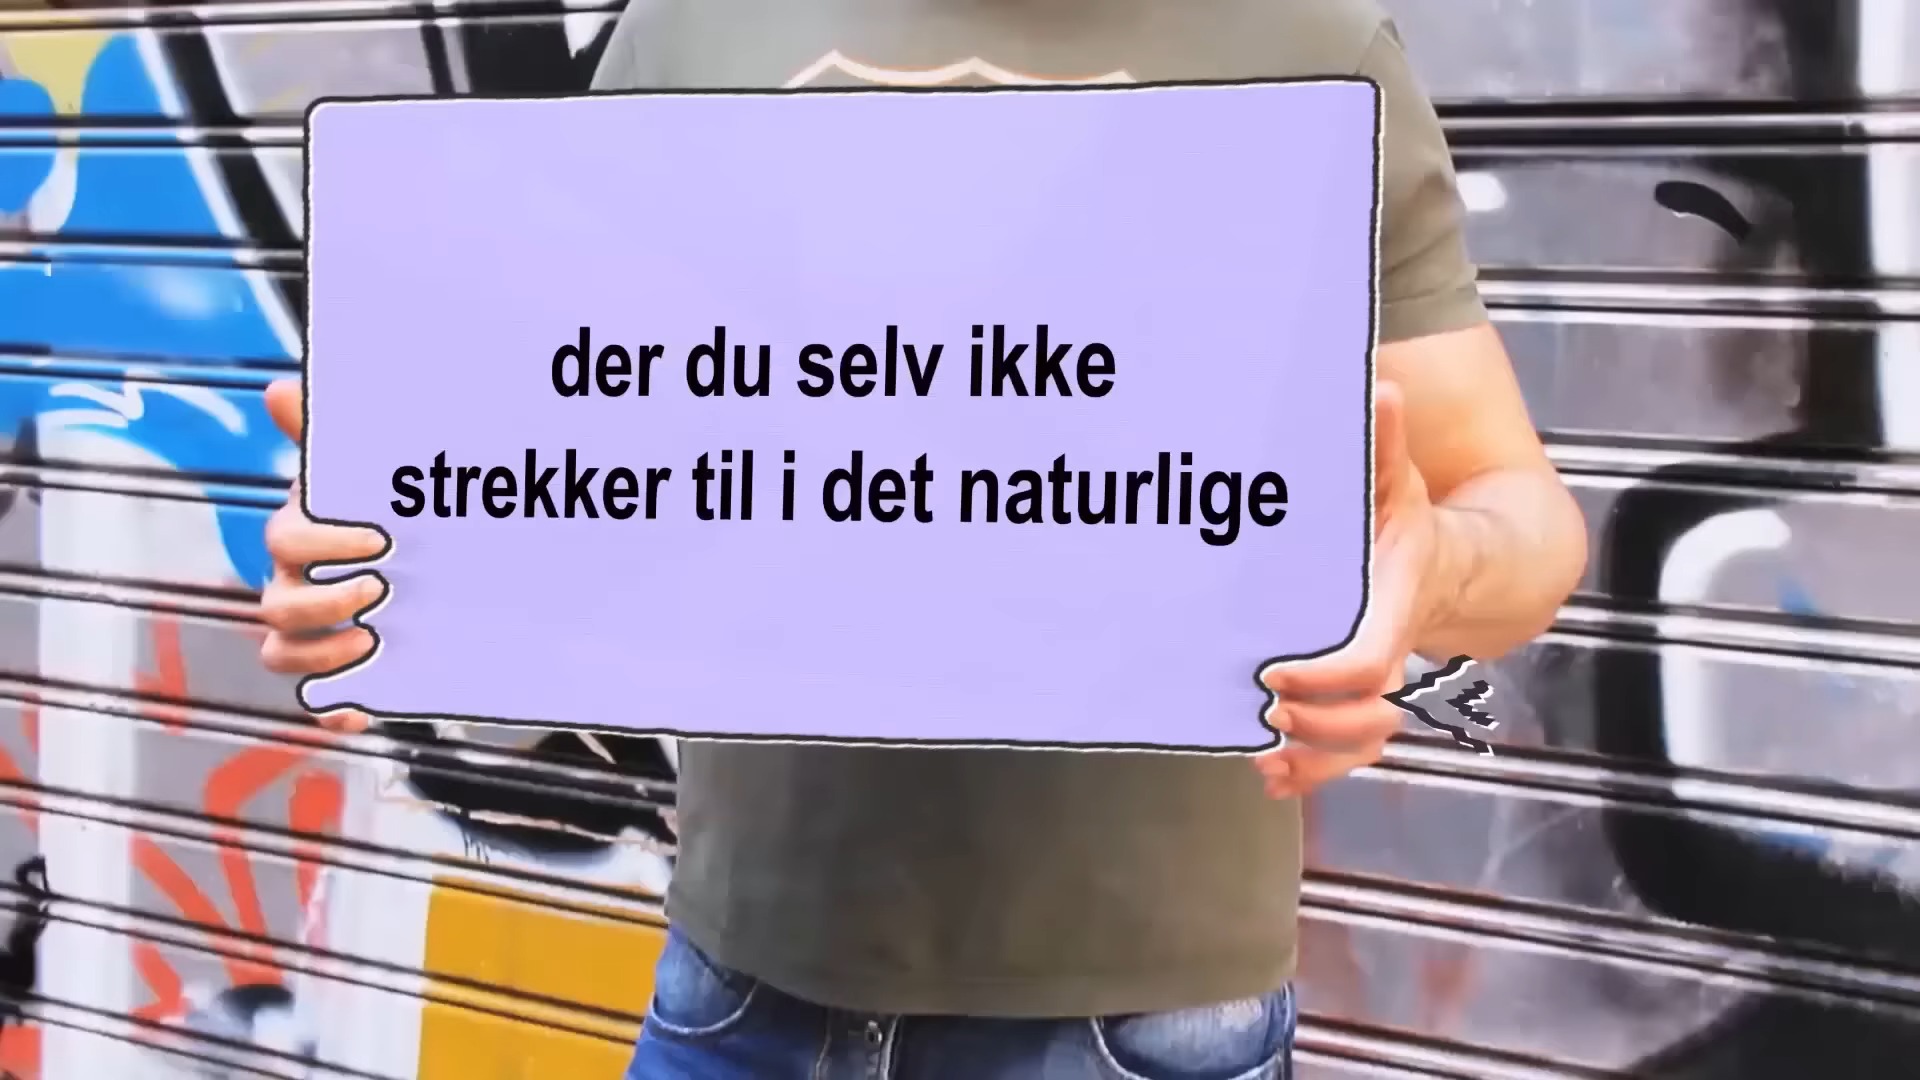 der du selv ikke
strekker til i det naturlige